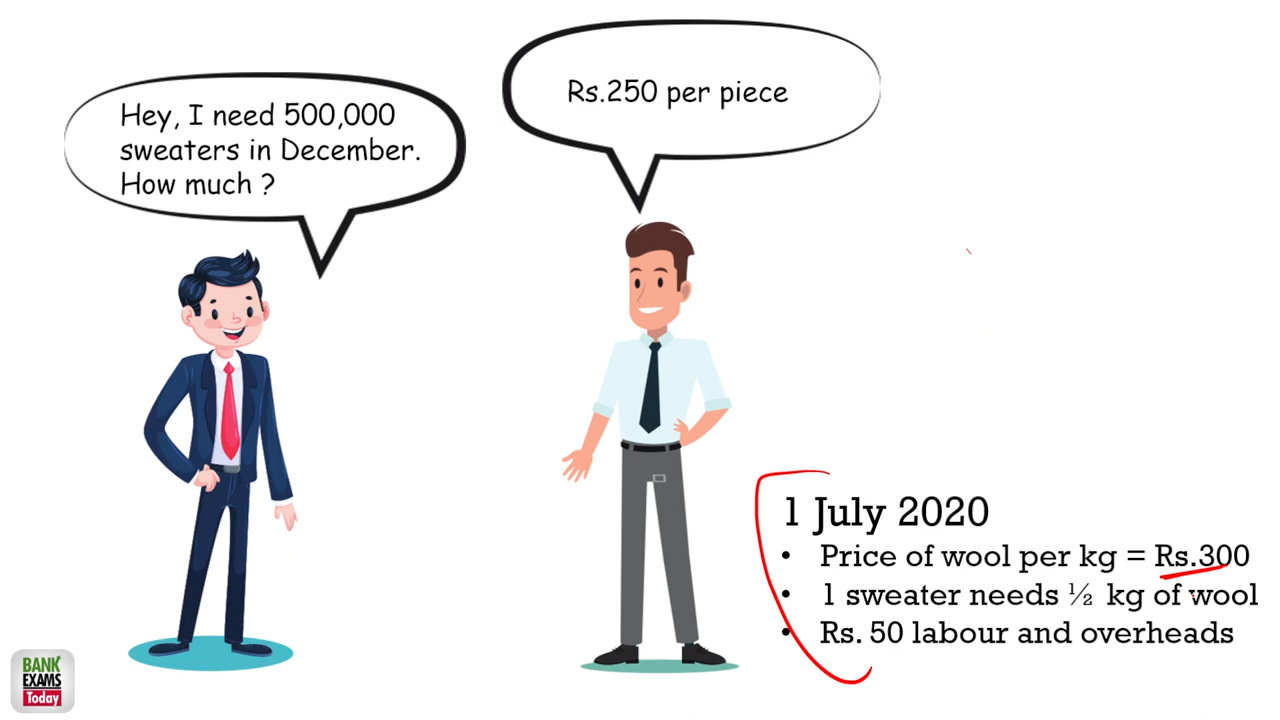 Hey, I need 500,000
sweaters in December.
How much ?
Rs.250 per piece
1 July 2020
• Price of wool per kg = Rs.300
• 1 sweater needs ½ kg of wool
• Rs. 50 labour and overheads
BANK
EXAMS
Today